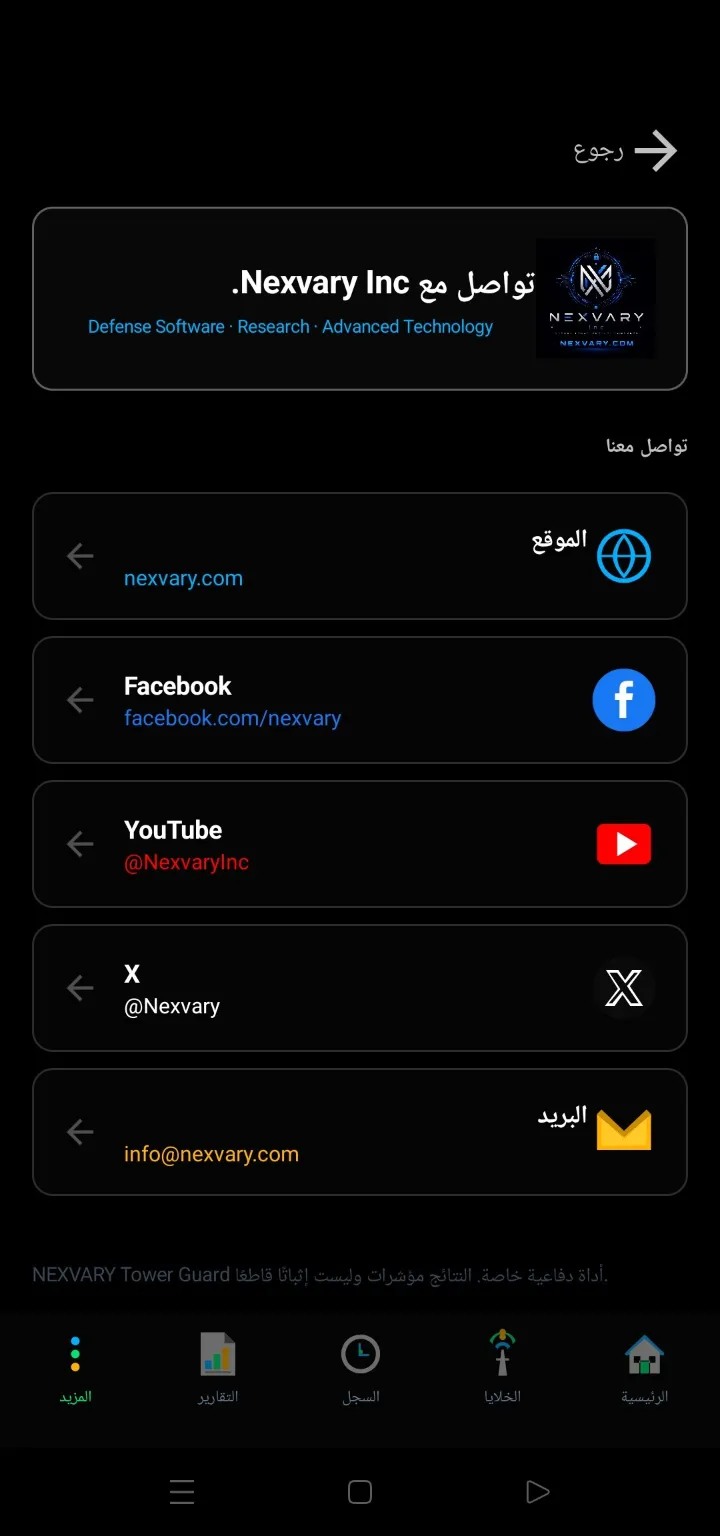 رجوع
تواصل مع Nexvary Inc.
Defense Software · Research · Advanced Technology
NEXVARY
Inc
NEXVARY.COM
تواصل معنا
الموقع
nexvary.com
Facebook
facebook.com/nexvary
YouTube
@NexvaryInc
X
@Nexvary
البريد
info@nexvary.com
NEXVARY Tower Guard أداة دفاعية خاصة. النتائج مؤشرات وليست إثباتًا قاطعًا.
الرئيسية
الخلايا
السجل
التقارير
المزيد